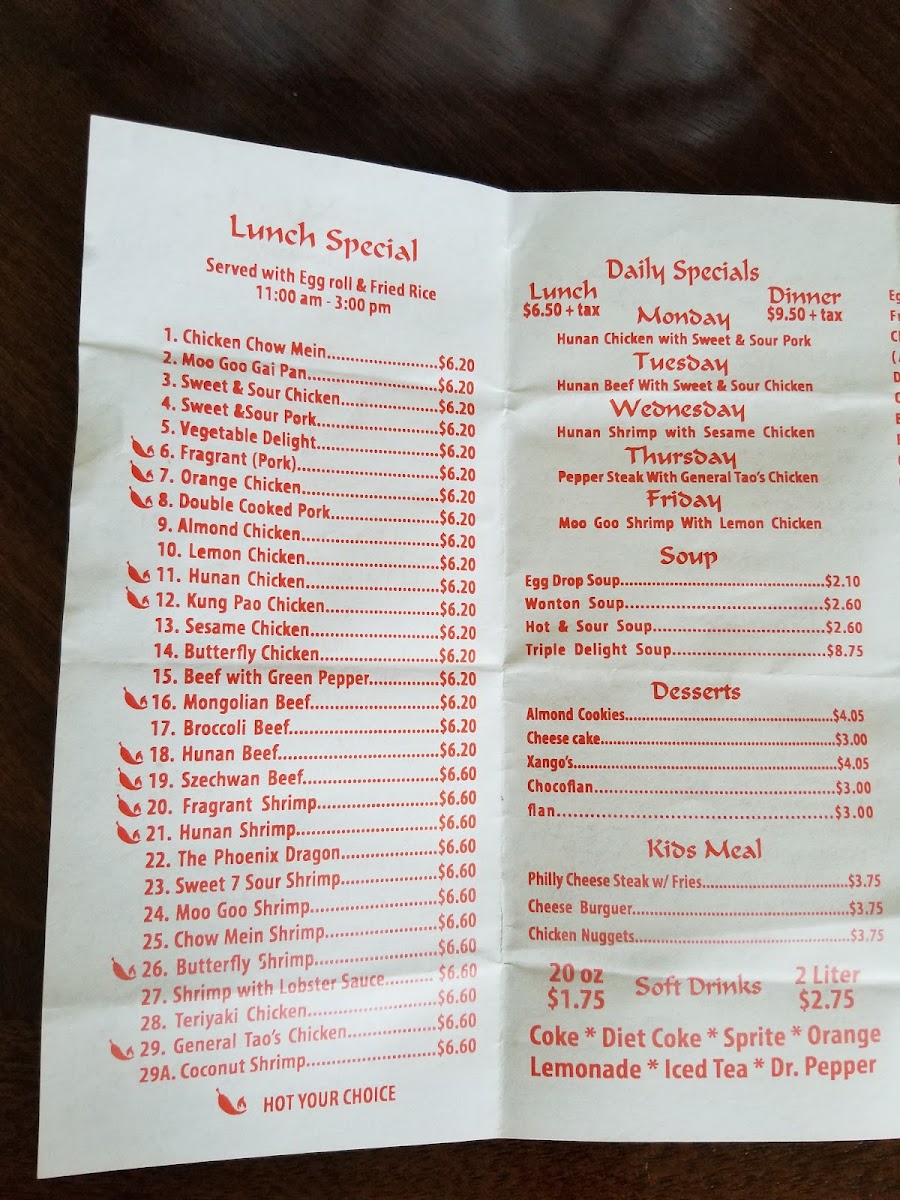 Lunch Special
Served with Egg roll & Fried Rice
11:00 am - 3:00 pm
1. Chicken Chow Mein........................$6.20
2. Moo Goo Gai Pan............................$6.20
3. Sweet & Sour Chicken.....................$6.20
4. Sweet &Sour Pork..........................$6.20
5. Vegetable Delight...........................$6.20
6. Fragrant (Pork)...............................$6.20
7. Orange Chicken..............................$6.20
8. Double Cooked Pork......................$6.20
9. Almond Chicken.............................$6.20
10. Lemon Chicken............................$6.20
11. Hunan Chicken............................$6.20
12. Kung Pao Chicken.......................$6.20
13. Sesame Chicken...........................$6.20
14. Butterfly Chicken.........................$6.20
15. Beef with Green Pepper...............$6.20
16. Mongolian Beef...........................$6.20
17. Broccoli Beef................................$6.20
18. Hunan Beef..................................$6.20
19. Szechwan Beef............................$6.60
20. Fragrant Shrimp..........................$6.60
21. Hunan Shrimp..............................$6.60
22. The Phoenix Dragon....................$6.60
23. Sweet 7 Sour Shrimp....................$6.60
24. Moo Goo Shrimp..........................$6.60
25. Chow Mein Shrimp.......................$6.60
26. Butterfly Shrimp..........................$6.60
27. Shrimp with Lobster Sauce.......... $6.60
28. Teriyaki Chicken...........................$6.60
29. General Tao's Chicken..................$6.60
29A. Coconut Shrimp.........................$6.60
HOT YOUR CHOICE
Daily Specials
Lunch
$6.50 + tax
Dinner
$9.50 + tax
Monday
Hunan Chicken with Sweet & Sour Pork
Tuesday
Hunan Beef With Sweet & Sour Chicken
Wednesday
Hunan Shrimp with Sesame Chicken
Thursday
Pepper Steak With General Tao's Chicken
Friday
Moo Goo Shrimp With Lemon Chicken
Soup
Egg Drop Soup............................................$2.10
Wonton Soup...........................................$2.60
Hot & Sour Soup.....................................$2.60
Triple Delight Soup.................................$8.75
Desserts
Almond Cookies..............................................$4.05
Cheese cake....................................................$3.00
Xango's..........................................................$4.05
Chocoflan......................................................$3.00
flan..............................................$3.00
Kids Meal
Philly Cheese Steak w/ Fries....................................$3.75
Cheese Burguer..................................................$3.75
Chicken Nuggets.................................................$3.75
20 oz
$1.75
Soft Drinks
2 Liter
$2.75
Coke * Diet Coke * Sprite * Orange
Lemonade * Iced Tea * Dr. Pepper